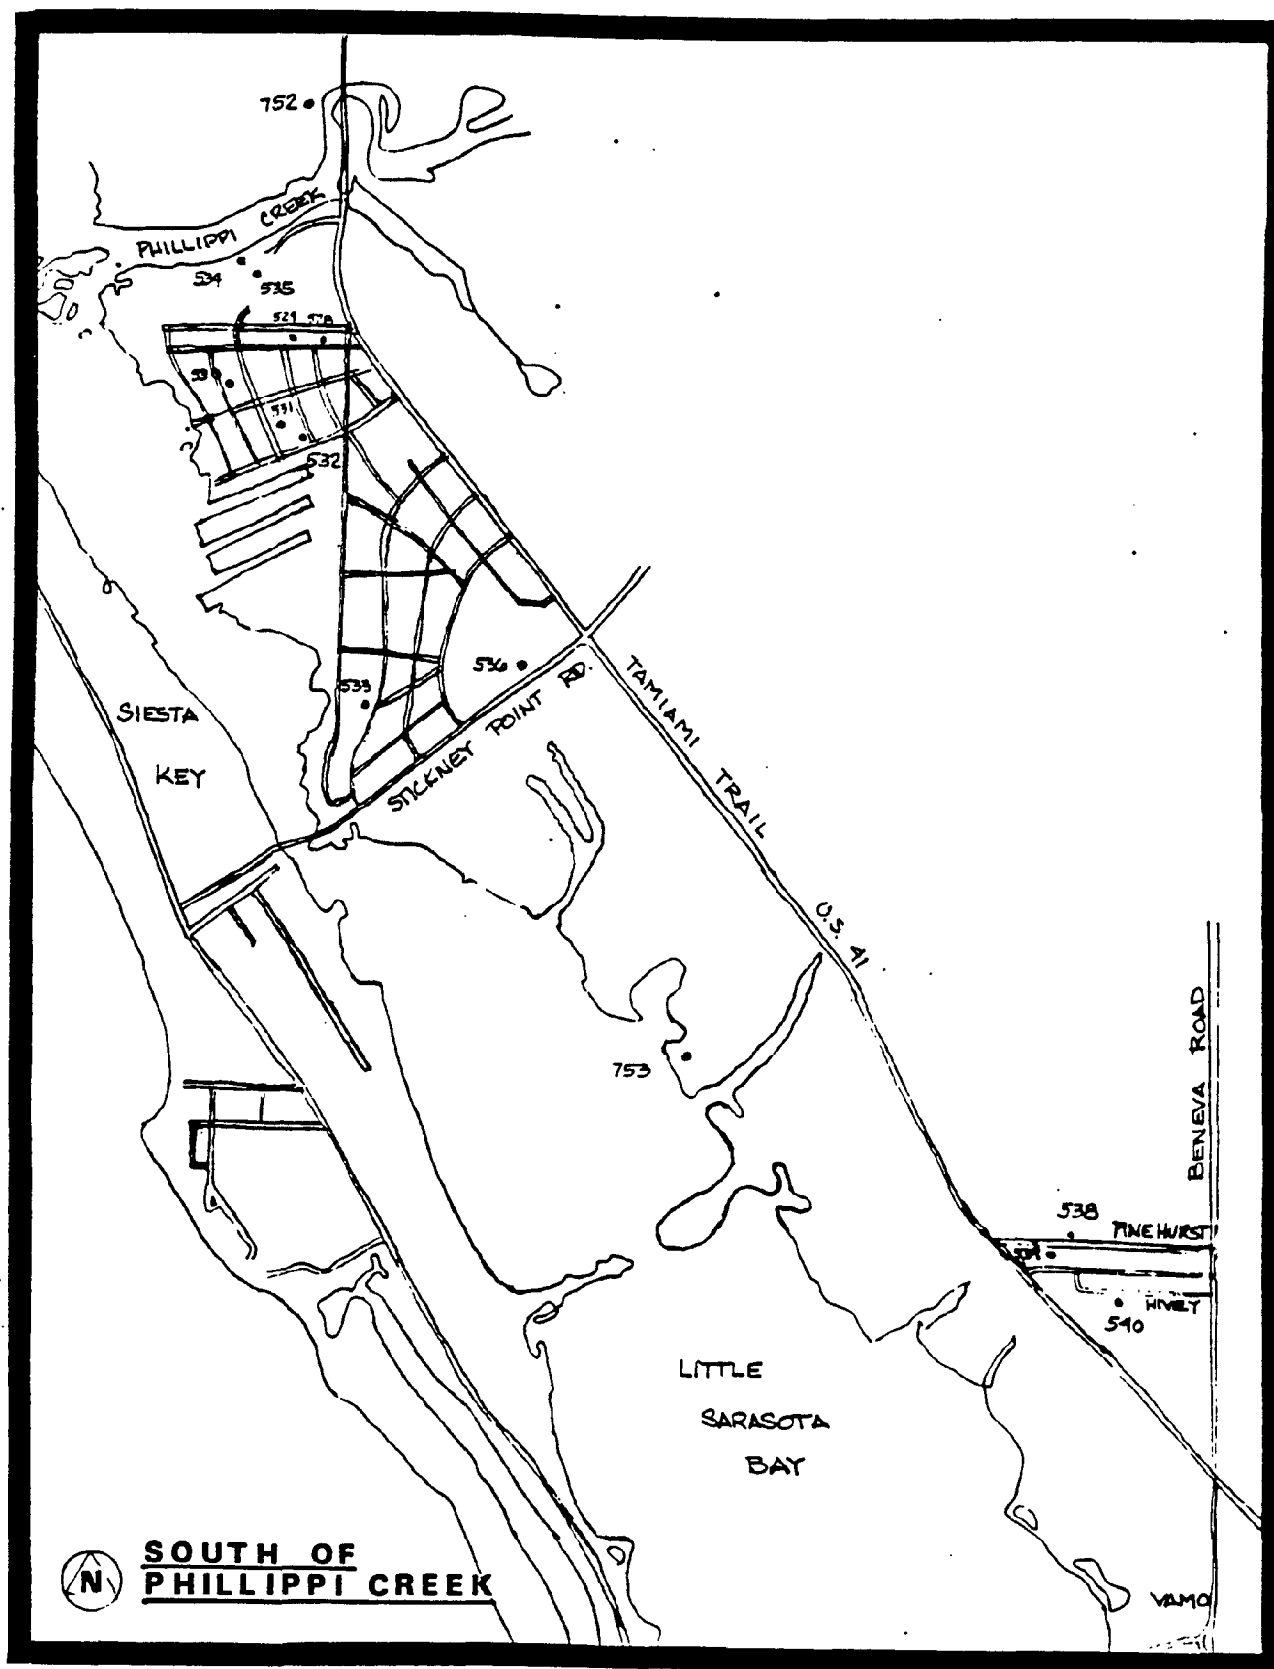 752
PHILLIPPI CREEK
534
535
529
531
532
533
536
STICKNEY POINT RD.
TAMIAMI TRAIL
U.S. 41
SIESTA
KEY
753
BENEVA ROAD
538
PINEHURST
540
LITTLE
SARASOTA
BAY
VAMO
N
SOUTH OF
PHILLIPPI CREEK